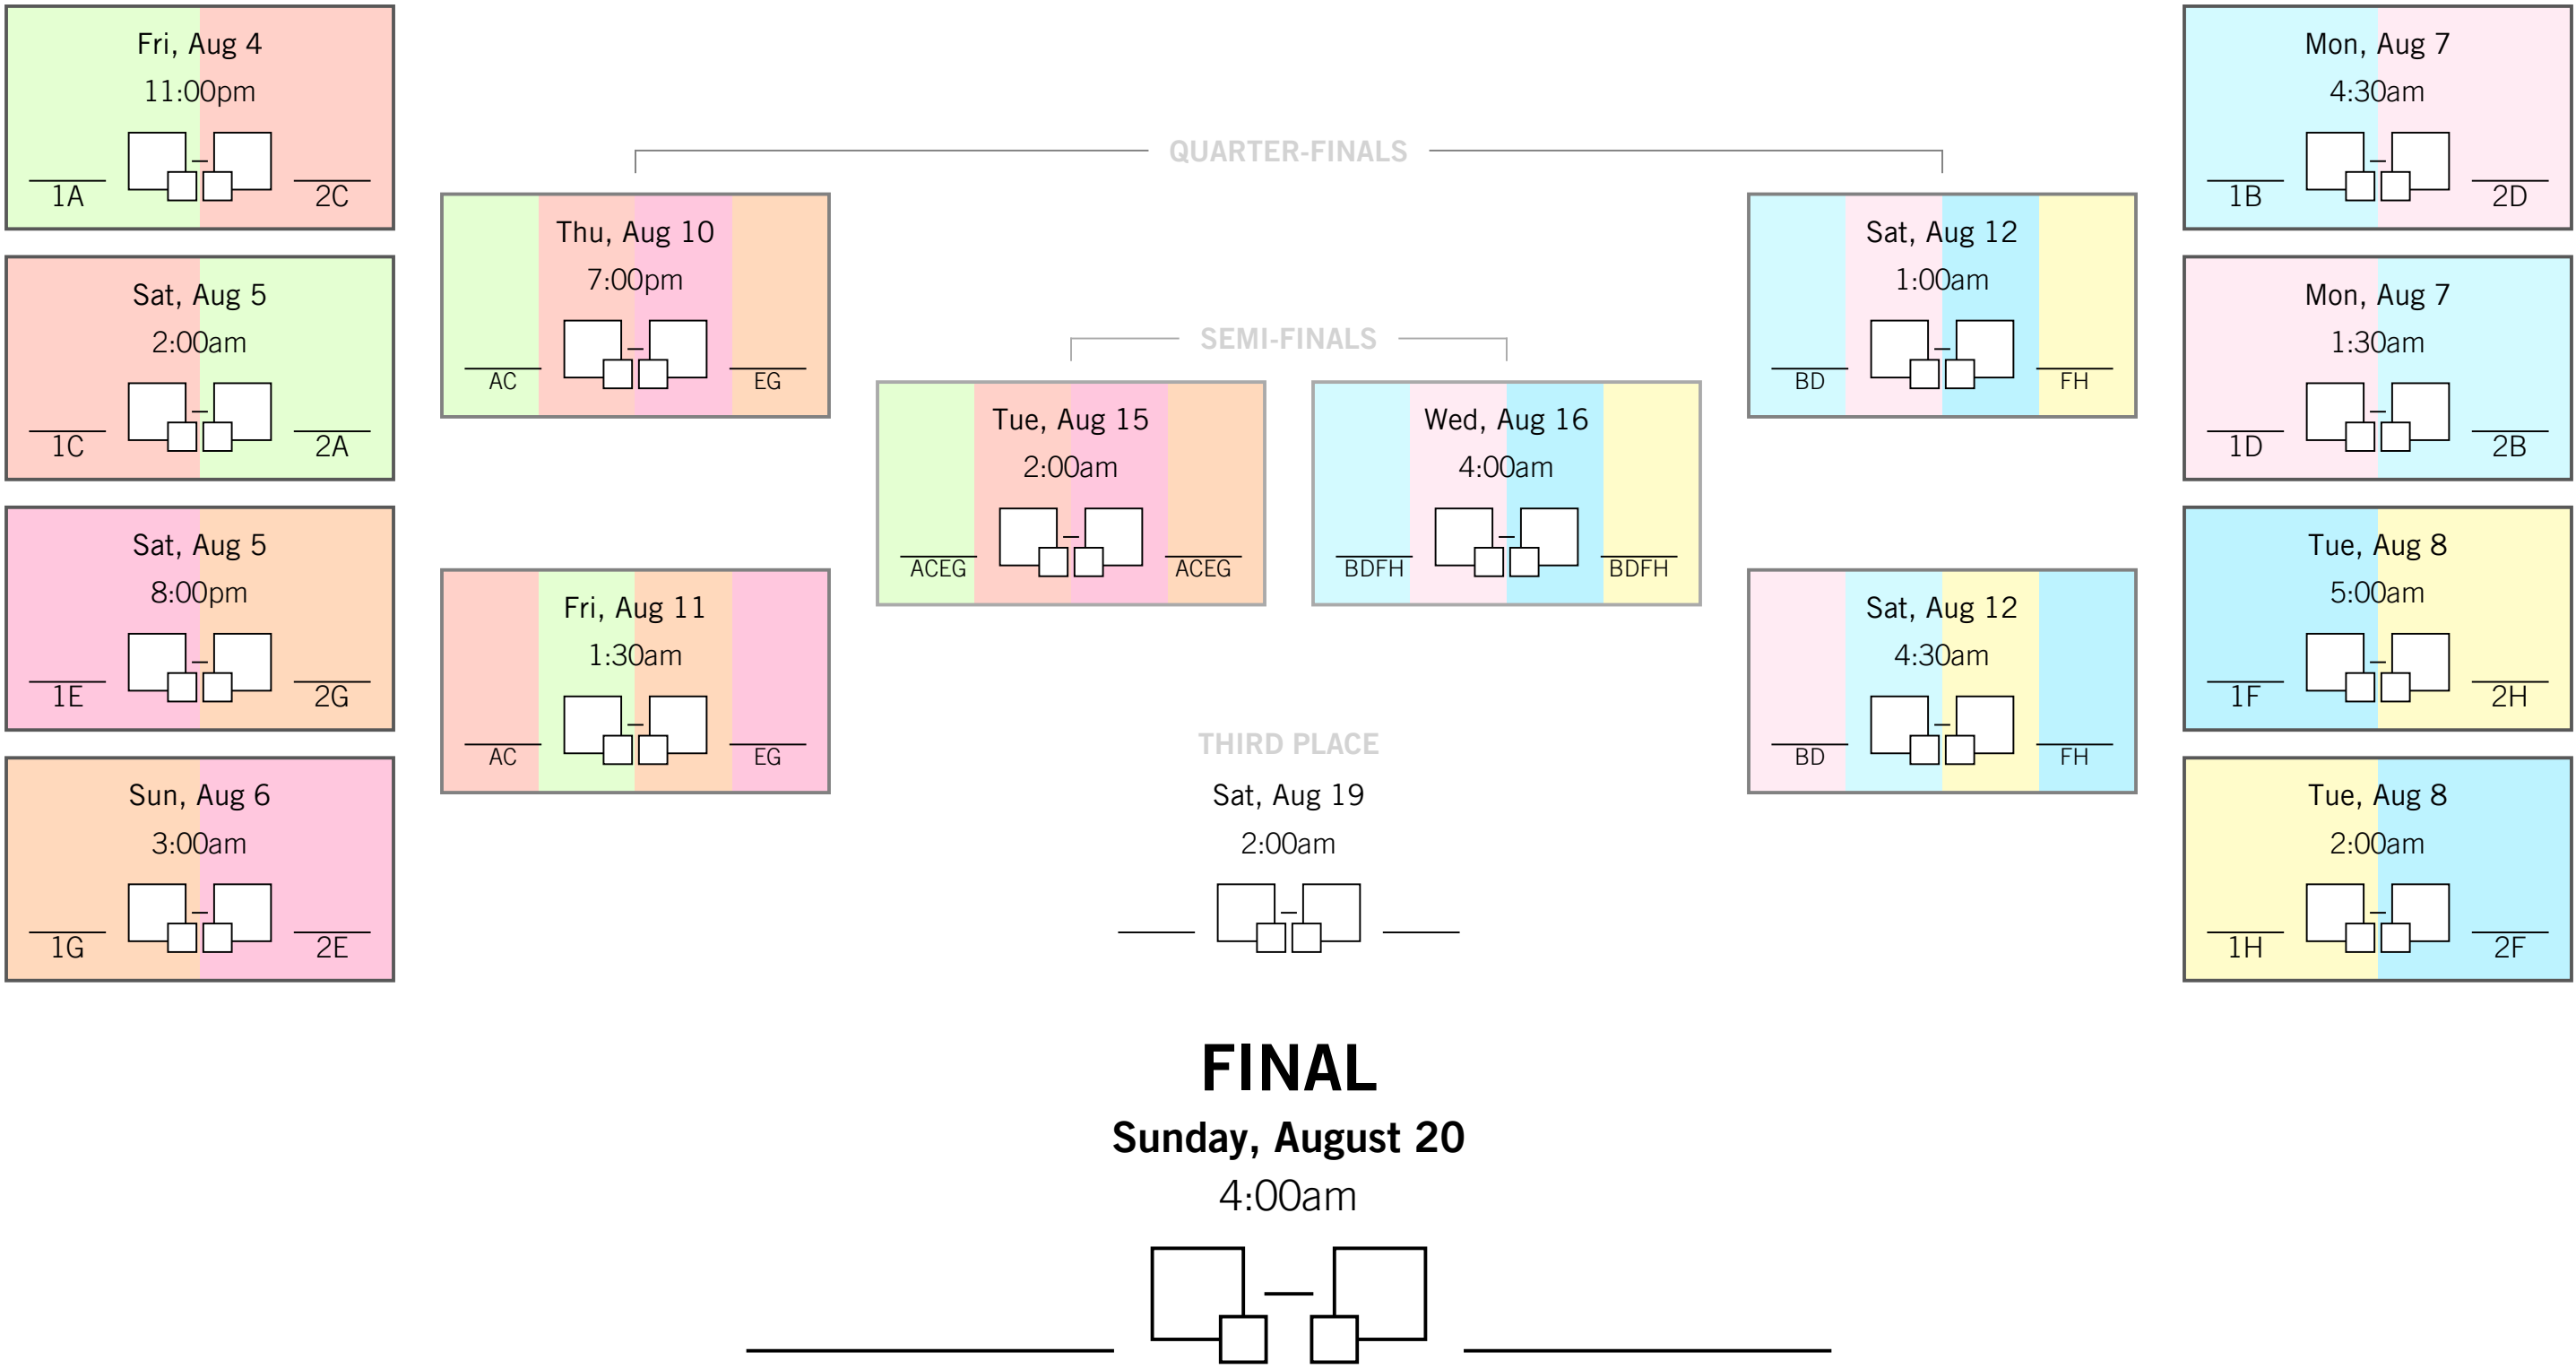 Fri, Aug 4
11:00pm
–
1A
2C
Sat, Aug 5
2:00am
–
1C
2A
Sat, Aug 5
8:00pm
–
1E
2G
Sun, Aug 6
3:00am
–
1G
2E
QUARTER-FINALS
Thu, Aug 10
7:00pm
–
AC
EG
Fri, Aug 11
1:30am
–
AC
EG
SEMI-FINALS
Tue, Aug 15
2:00am
–
ACEG
ACEG
Wed, Aug 16
4:00am
–
BDFH
BDFH
Sat, Aug 12
1:00am
–
BD
FH
Sat, Aug 12
4:30am
–
BD
FH
Mon, Aug 7
4:30am
–
1B
2D
Mon, Aug 7
1:30am
–
1D
2B
Tue, Aug 8
5:00am
–
1F
2H
Tue, Aug 8
2:00am
–
1H
2F
THIRD PLACE
Sat, Aug 19
2:00am
–
FINAL
Sunday, August 20
4:00am
–